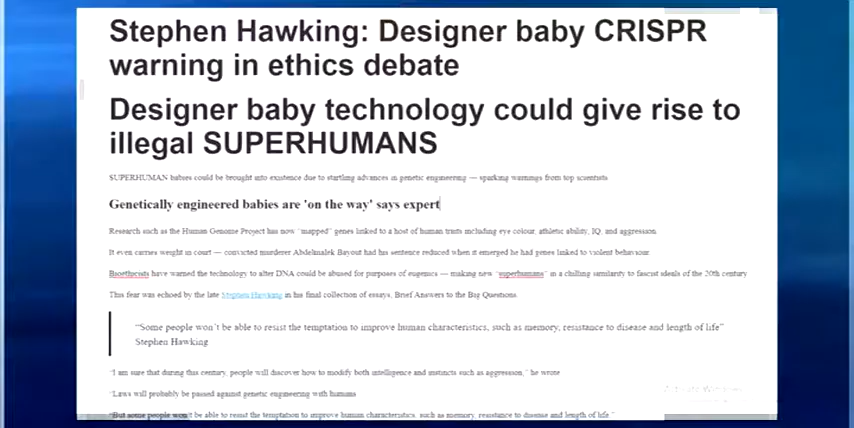 Stephen Hawking: Designer baby CRISPR
warning in ethics debate
Designer baby technology could give rise to
illegal SUPERHUMANS
SUPERHUMAN babies could be brought into existence due to startling advances in genetic engineering — sparking warnings from top scientists
Genetically engineered babies are 'on the way' says expert
Research such as the Human Genome Project has now "mapped" genes linked to a host of human traits including eye colour, athletic ability, IQ, and aggression.
It even carries weight in court — convicted murderer Abdelmalek Bayout had his sentence reduced when it emerged he had genes linked to violent behaviour.
Bioethicists have warned the technology to alter DNA could be abused for purposes of eugenics — making new "superhumans" in a chilling similarity to fascist ideals of the 20th century
This fear was echoed by the late Stephen Hawking in his final collection of essays, Brief Answers to the Big Questions.
"Some people won't be able to resist the temptation to improve human characteristics, such as memory, resistance to disease and length of life"
Stephen Hawking
"I am sure that during this century, people will discover how to modify both intelligence and instincts such as aggression," he wrote
"Laws will probably be passed against genetic engineering with humans
"But some people won't be able to resist the temptation to improve human characteristics, such as memory, resistance to disease and length of life."